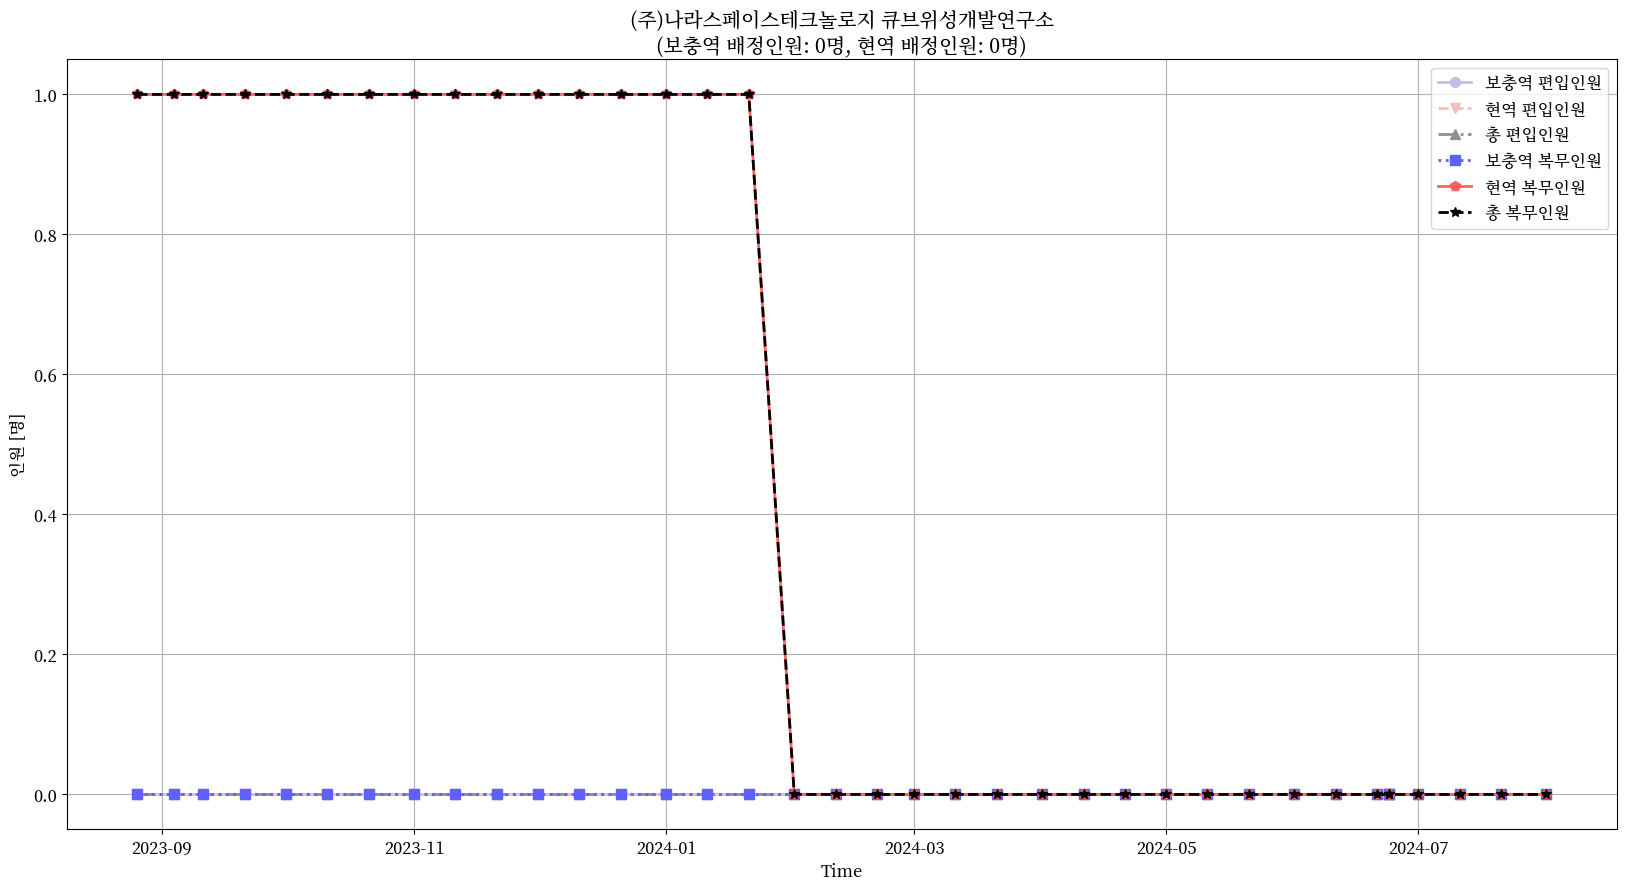 (주)나라스페이스테크놀로지 큐브위성개발연구소
(보충역 배정인원: 0명, 현역 배정인원: 0명)
보충역 편입인원
현역 편입인원
총 편입인원
보충역 복무인원
현역 복무인원
총 복무인원
인원 [명]
1.0
0.8
0.6
0.4
0.2
0.0
2023-09
2023-11
2024-01
2024-03
2024-05
2024-07
Time